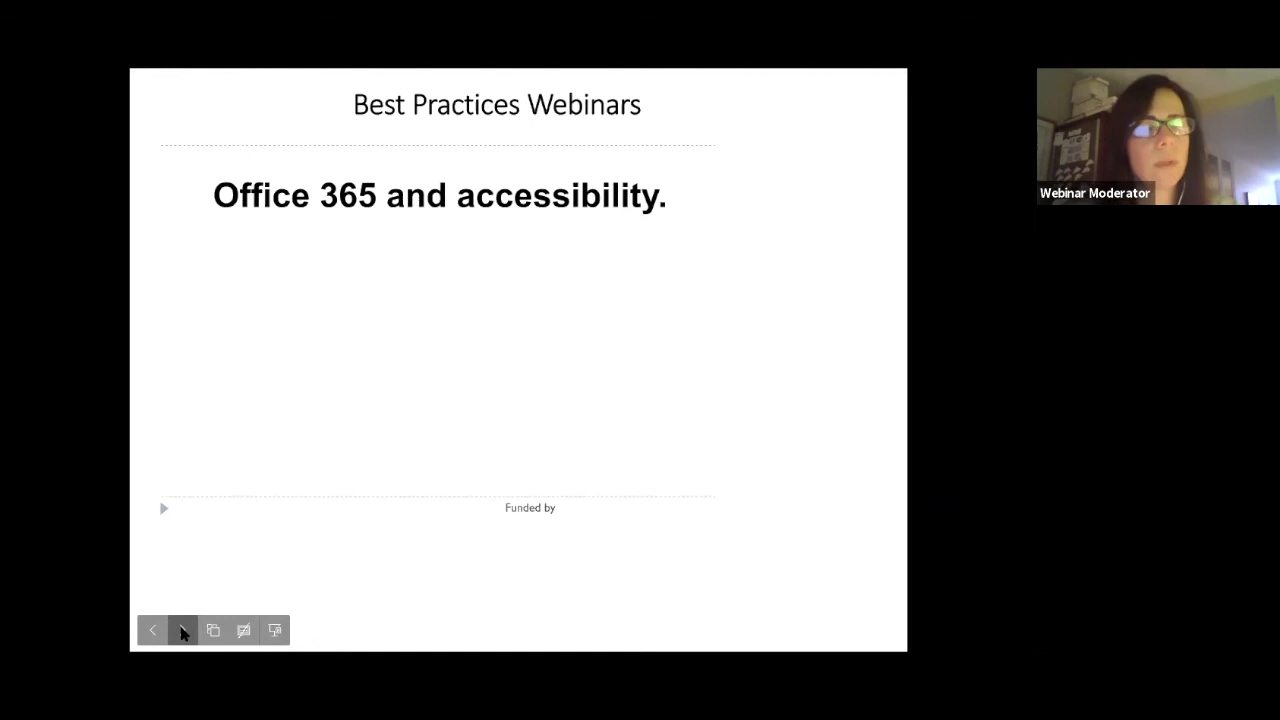 Best Practices Webinars
Office 365 and accessibility.
Funded by
Webinar Moderator